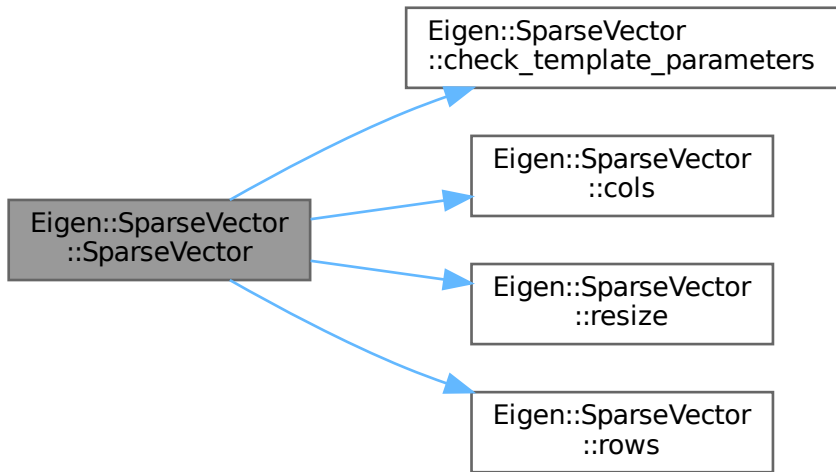 Eigen::SparseVector
::check_template_parameters
Eigen::SparseVector
::cols
Eigen::SparseVector
::SparseVector
Eigen::SparseVector
::resize
Eigen::SparseVector
::rows